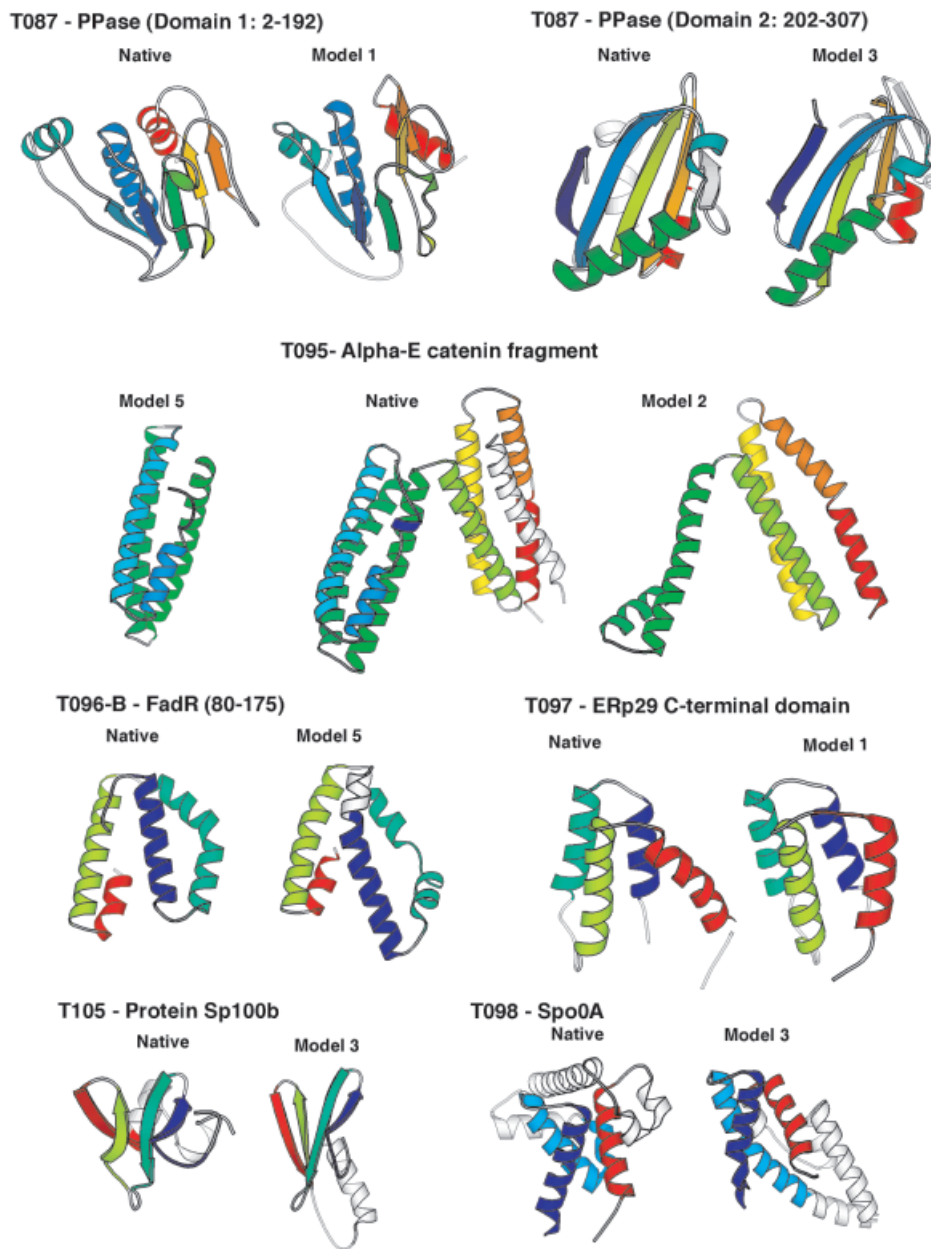 T087 - PPase (Domain 1: 2-192)
T087 - PPase (Domain 2: 202-307)
Native
Model 1
Native
Model 3
T095- Alpha-E catenin fragment
Model 5
Native
Model 2
T096-B - FadR (80-175)
T097 - ERp29 C-terminal domain
Native
Model 5
Native
Model 1
T105 - Protein Sp100b
T098 - Spo0A
Native
Model 3
Native
Model 3